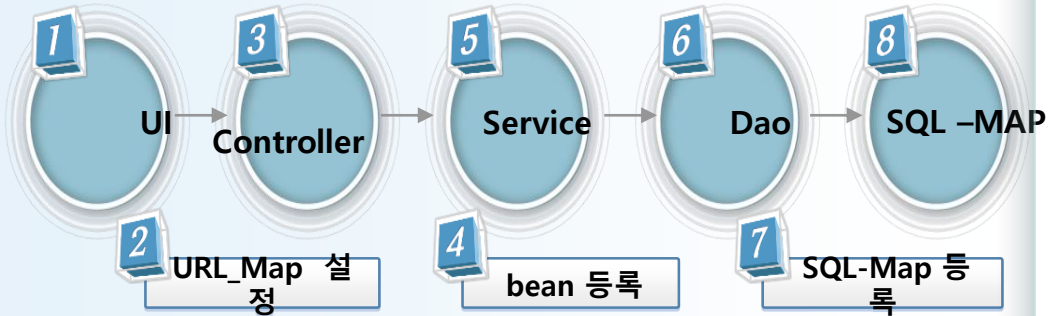 1
3
5
6
8
UI
Controller
Service
Dao
SQL –MAP
2
URL_Map 설
정
4
bean 등록
7
SQL-Map 등
록